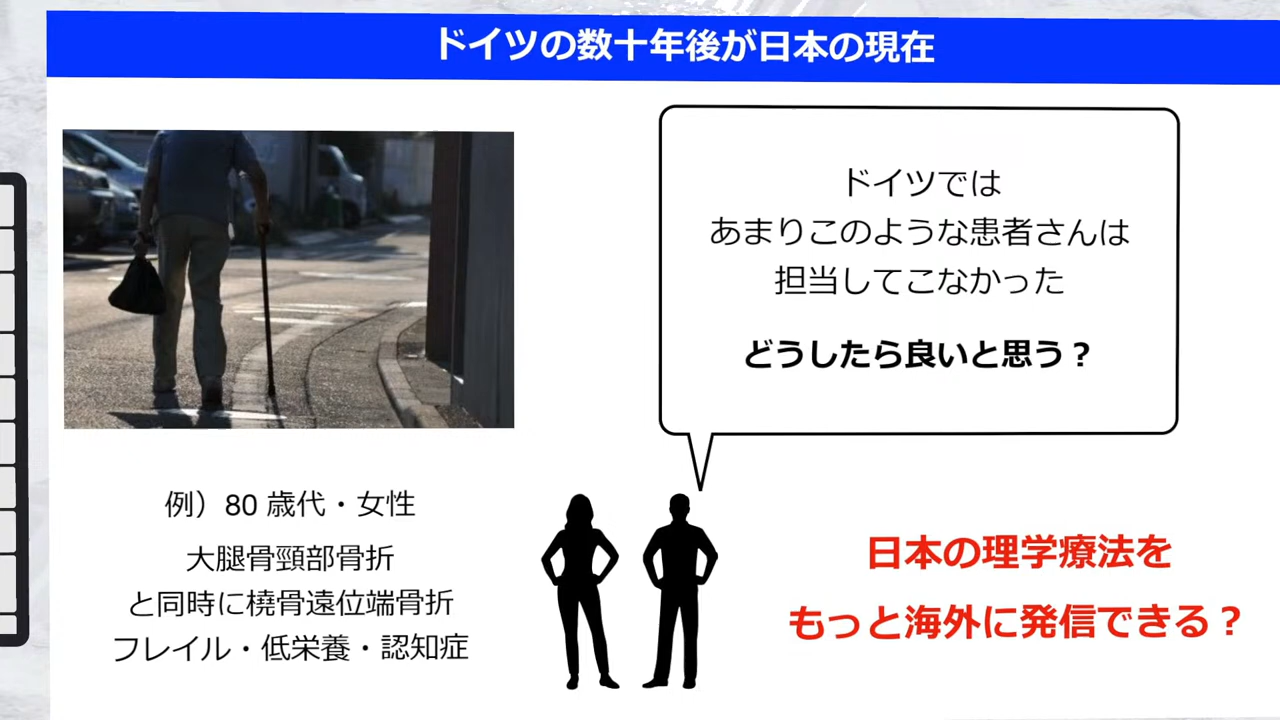 ドイツの数十年後が日本の現在
ドイツでは
あまりこのような患者さんは
担当してこなかった
どうしたら良いと思う？
例）80 歳代・女性
大腿骨頸部骨折
と同時に橈骨遠位端骨折
フレイル・低栄養・認知症
日本の理学療法を
もっと海外に発信できる？